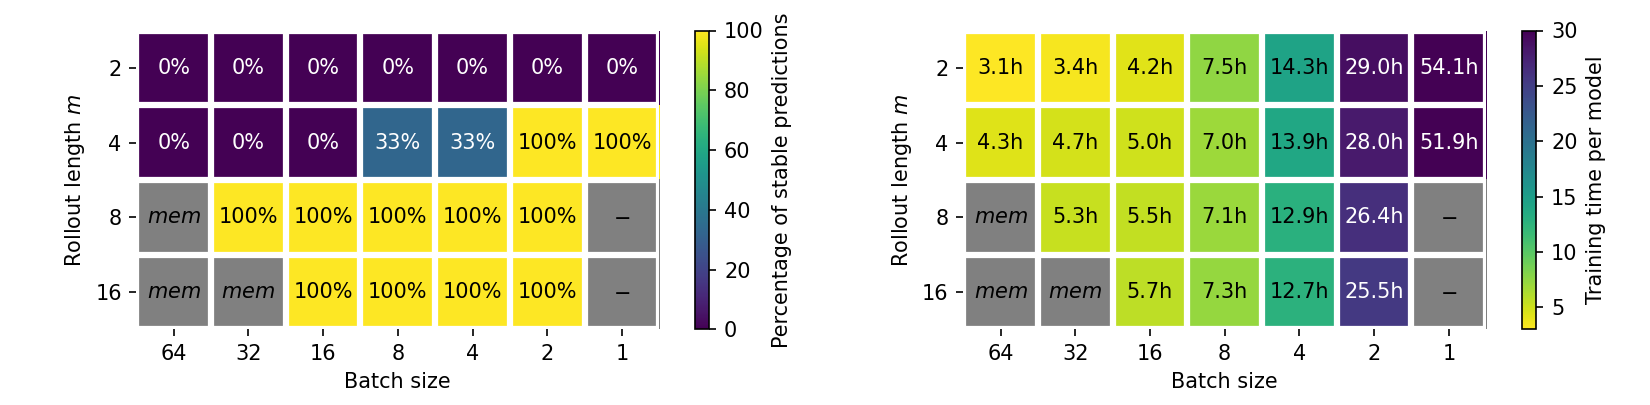 0% 0% 0% 0% 0% 0% 0%
0% 0% 0% 33% 33% 100% 100%
mem 100% 100% 100% 100% 100% –
mem mem 100% 100% 100% 100% –
2
4
8
16
Rollout length m
64 32 16 8 4 2 1
Batch size
100
80
60
40
20
0
Percentage of stable predictions
3.1h 3.4h 4.2h 7.5h 14.3h 29.0h 54.1h
4.3h 4.7h 5.0h 7.0h 13.9h 28.0h 51.9h
mem 5.3h 5.5h 7.1h 12.9h 26.4h –
mem mem 5.7h 7.3h 12.7h 25.5h –
2
4
8
16
Rollout length m
64 32 16 8 4 2 1
Batch size
30
25
20
15
10
5
Training time per model